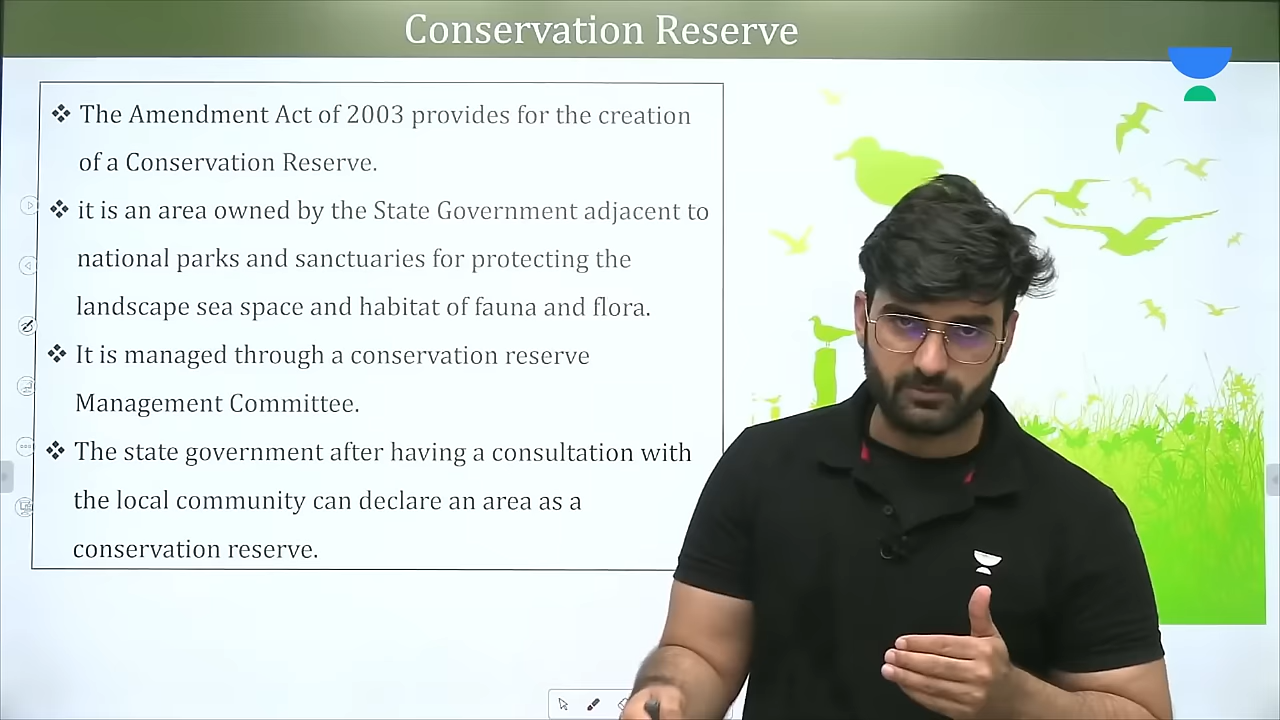 Conservation Reserve
❖ The Amendment Act of 2003 provides for the creation
of a Conservation Reserve.
❖ it is an area owned by the State Government adjacent to
national parks and sanctuaries for protecting the
landscape sea space and habitat of fauna and flora.
❖ It is managed through a conservation reserve
Management Committee.
❖ The state government after having a consultation with
the local community can declare an area as a
conservation reserve.